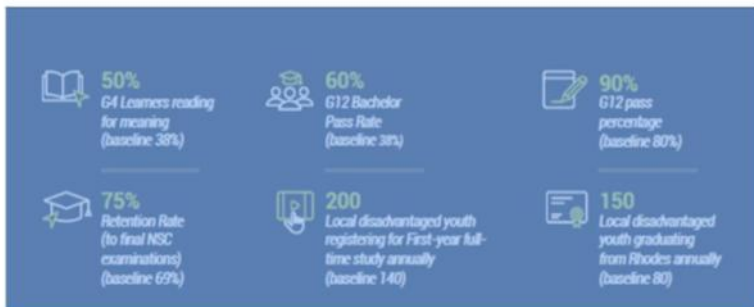 50%
G4 Learners reading
for meaning
(baseline 38%)
60%
G12 Bachelor
Pass Rate
(baseline 38%)
90%
G12 pass
percentage
(baseline 80%)
75%
Retention Rate
(to final NSC
examinations)
(baseline 69%)
200
Local disadvantaged youth
registering for First-year full-
time study annually
(baseline 140)
150
Local disadvantaged
youth graduating
from Rhodes annually
(baseline 80)